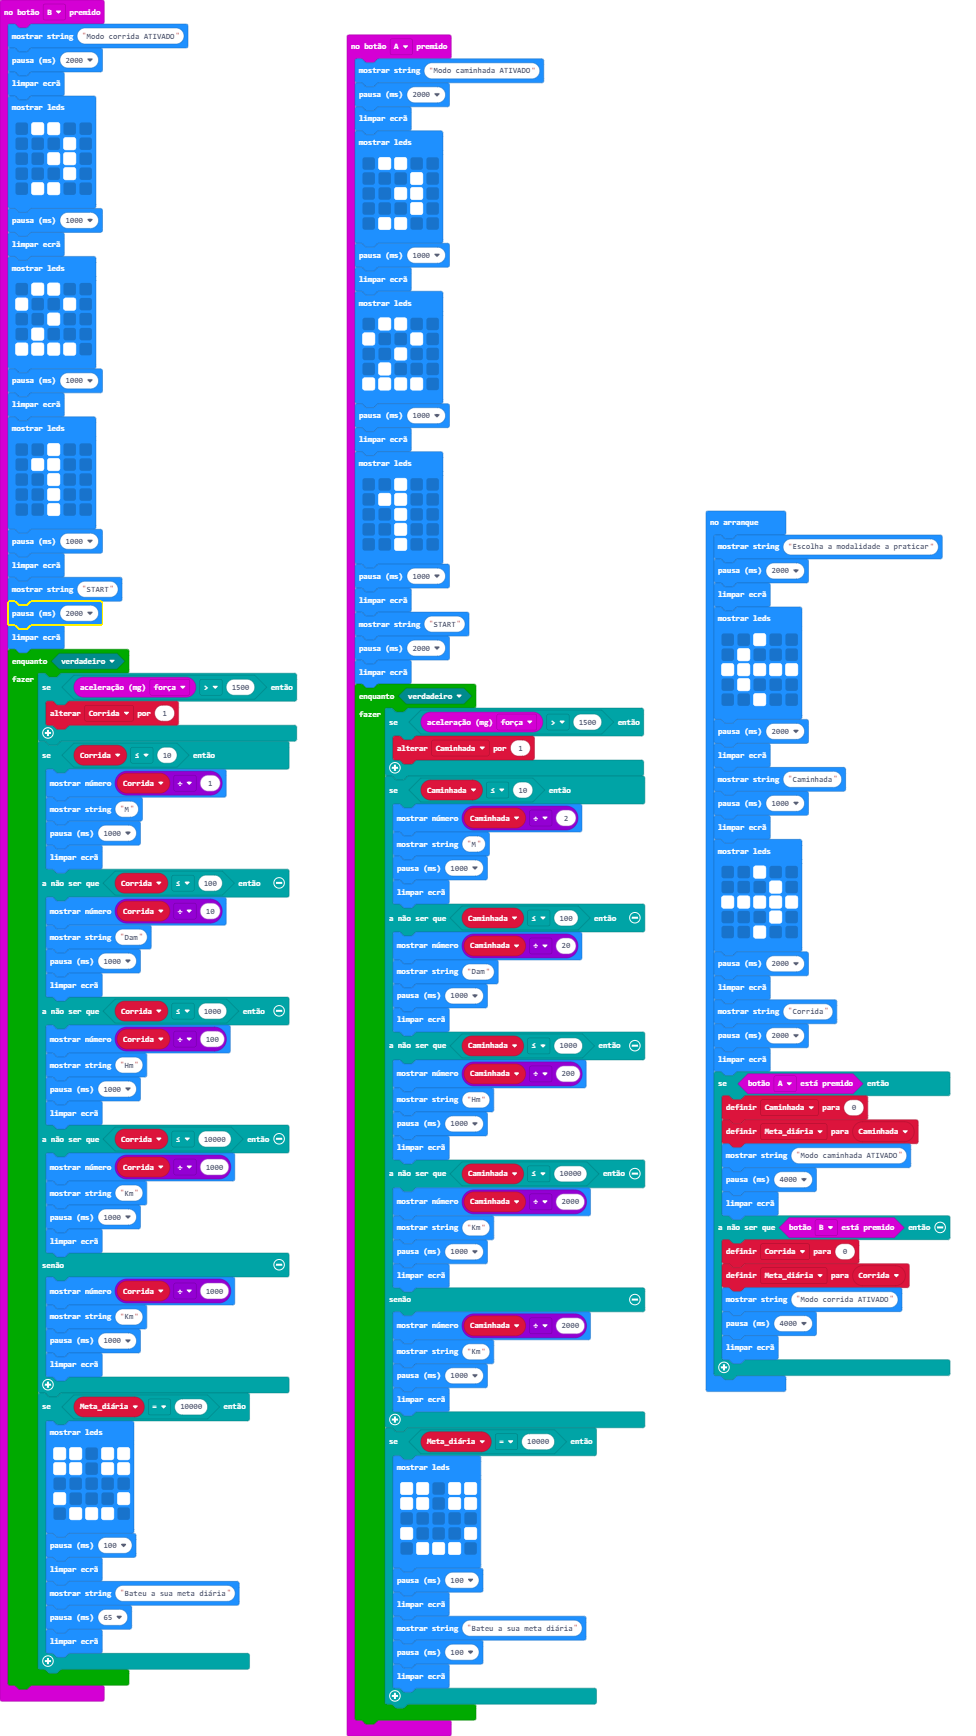 no botão B premido
mostrar string "Modo corrida ATIVADO"
pausa (ms) 2000
limpar ecrã
mostrar leds
pausa (ms) 1000
limpar ecrã
mostrar leds
pausa (ms) 1000
limpar ecrã
mostrar leds
pausa (ms) 1000
limpar ecrã
mostrar string "START"
pausa (ms) 2000
limpar ecrã
enquanto verdadeiro
fazer
se aceleração (mg) força > 1500 então
alterar Corrida por 1
se Corrida ≤ 10 então
mostrar número Corrida ÷ 1
mostrar string "M"
pausa (ms) 1000
limpar ecrã
a não ser que Corrida ≤ 100 então
mostrar número Corrida ÷ 10
mostrar string "Dam"
pausa (ms) 1000
limpar ecrã
a não ser que Corrida ≤ 1000 então
mostrar número Corrida ÷ 100
mostrar string "Hm"
pausa (ms) 1000
limpar ecrã
a não ser que Corrida ≤ 10000 então
mostrar número Corrida ÷ 1000
mostrar string "Km"
pausa (ms) 1000
limpar ecrã
senão
mostrar número Corrida ÷ 1000
mostrar string "Km"
pausa (ms) 1000
limpar ecrã
se Meta_diária = 10000 então
mostrar leds
pausa (ms) 100
limpar ecrã
mostrar string "Bateu a sua meta diária"
pausa (ms) 65
limpar ecrã
no botão A premido
mostrar string "Modo caminhada ATIVADO"
pausa (ms) 2000
limpar ecrã
mostrar leds
pausa (ms) 1000
limpar ecrã
mostrar leds
pausa (ms) 1000
limpar ecrã
mostrar leds
pausa (ms) 1000
limpar ecrã
mostrar string "START"
pausa (ms) 2000
limpar ecrã
enquanto verdadeiro
fazer
se aceleração (mg) força > 1500 então
alterar Caminhada por 1
se Caminhada ≤ 10 então
mostrar número Caminhada ÷ 2
mostrar string "M"
pausa (ms) 1000
limpar ecrã
a não ser que Caminhada ≤ 100 então
mostrar número Caminhada ÷ 20
mostrar string "Dam"
pausa (ms) 1000
limpar ecrã
a não ser que Caminhada ≤ 1000 então
mostrar número Caminhada ÷ 200
mostrar string "Hm"
pausa (ms) 1000
limpar ecrã
a não ser que Caminhada ≤ 10000 então
mostrar número Caminhada ÷ 2000
mostrar string "Km"
pausa (ms) 1000
limpar ecrã
senão
mostrar número Caminhada ÷ 2000
mostrar string "Km"
pausa (ms) 1000
limpar ecrã
se Meta_diária = 10000 então
mostrar leds
pausa (ms) 100
limpar ecrã
mostrar string "Bateu a sua meta diária"
pausa (ms) 100
limpar ecrã
no arranque
mostrar string "Escolha a modalidade a praticar"
pausa (ms) 2000
limpar ecrã
mostrar leds
pausa (ms) 2000
limpar ecrã
mostrar string "Caminhada"
pausa (ms) 1000
limpar ecrã
mostrar leds
pausa (ms) 2000
limpar ecrã
mostrar string "Corrida"
pausa (ms) 2000
limpar ecrã
se botão A está premido então
definir Caminhada para 0
definir Meta_diária para Caminhada
mostrar string "Modo caminhada ATIVADO"
pausa (ms) 4000
limpar ecrã
a não ser que botão B está premido então
definir Corrida para 0
definir Meta_diária para Corrida
mostrar string "Modo corrida ATIVADO"
pausa (ms) 4000
limpar ecrã